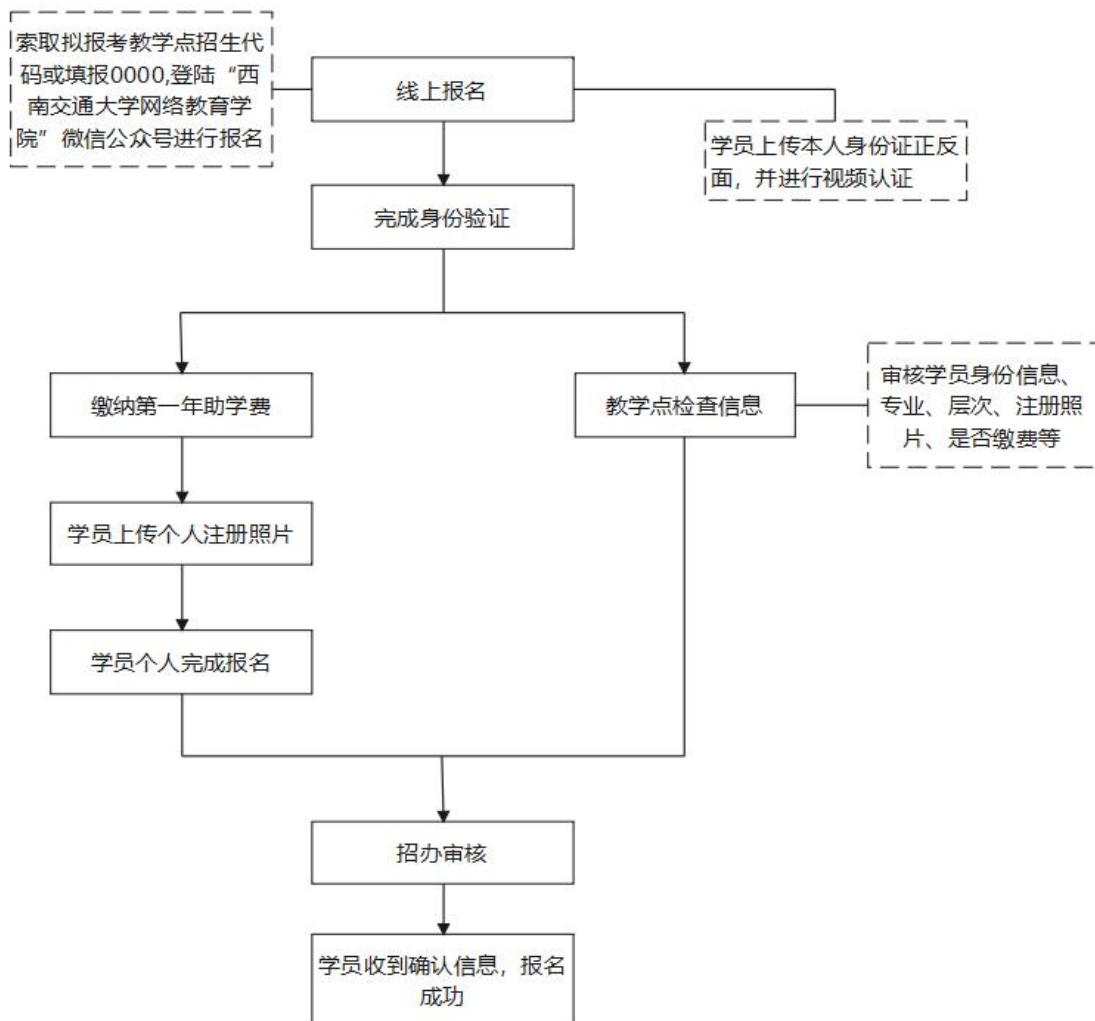 索取拟报考教学点招生代
码或填报0000,登陆“西
南交通大学网络教育学
院”微信公众号进行报名
线上报名
学员上传本人身份证正反
面，并进行视频认证
完成身份验证
缴纳第一年助学费
教学点检查信息
审核学员身份信息、
专业、层次、注册照
片、是否缴费等
学员上传个人注册照片
学员个人完成报名
招办审核
学员收到确认信息，报名
成功